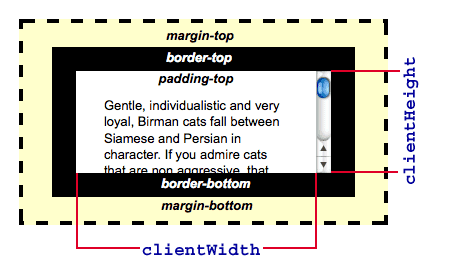 margin-top
border-top
padding-top
Gentle, individualistic and very
loyal, Birman cats fall between
Siamese and Persian in
character. If you admire cats
that are non aggressive, that
border-bottom
margin-bottom
clientWidth
clientHeight